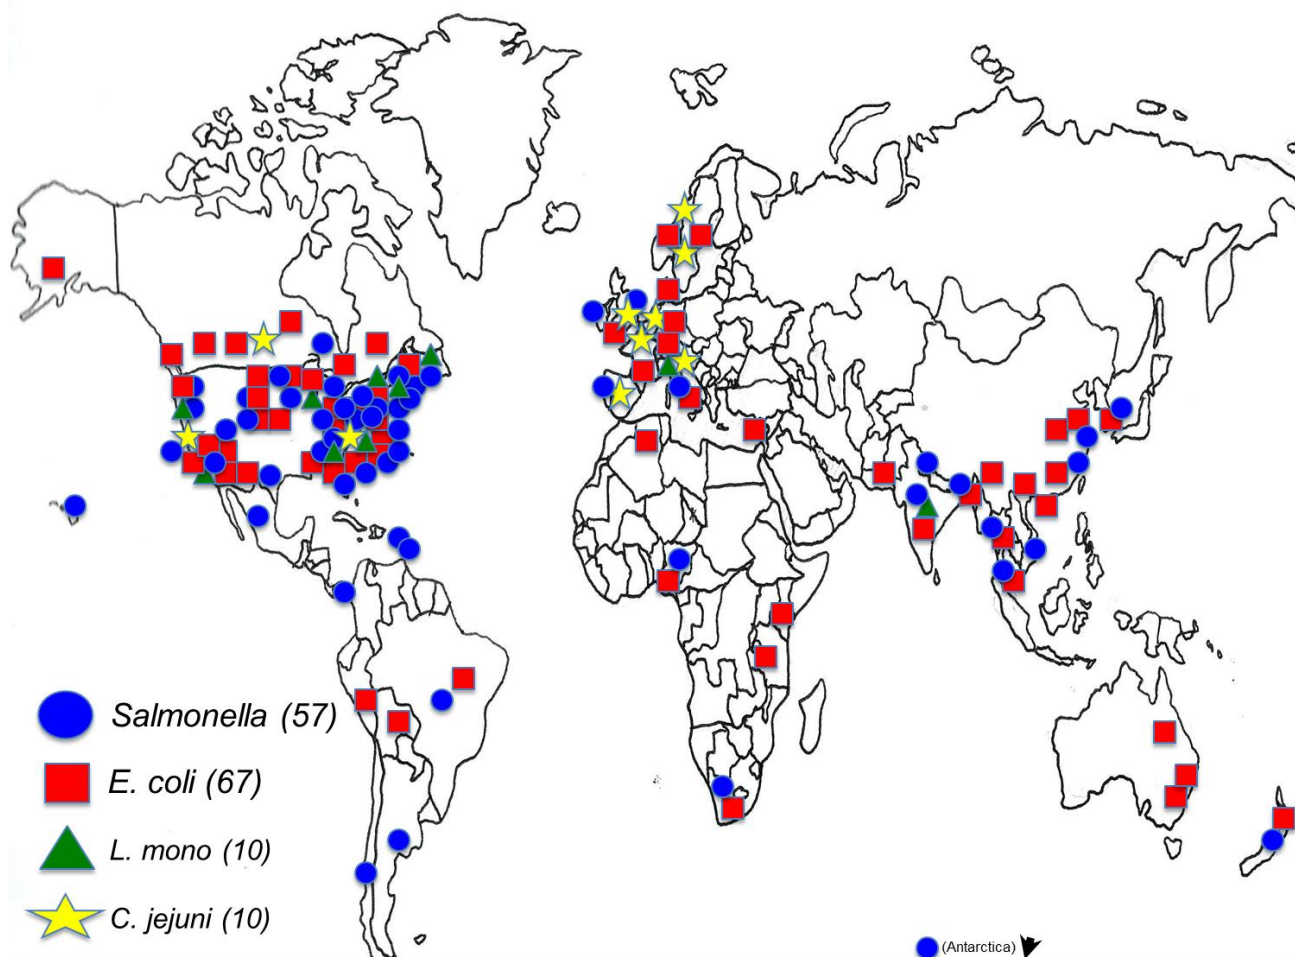 Salmonella (57)
E. coli (67)
L. mono (10)
C. jejuni (10)
(Antarctica)